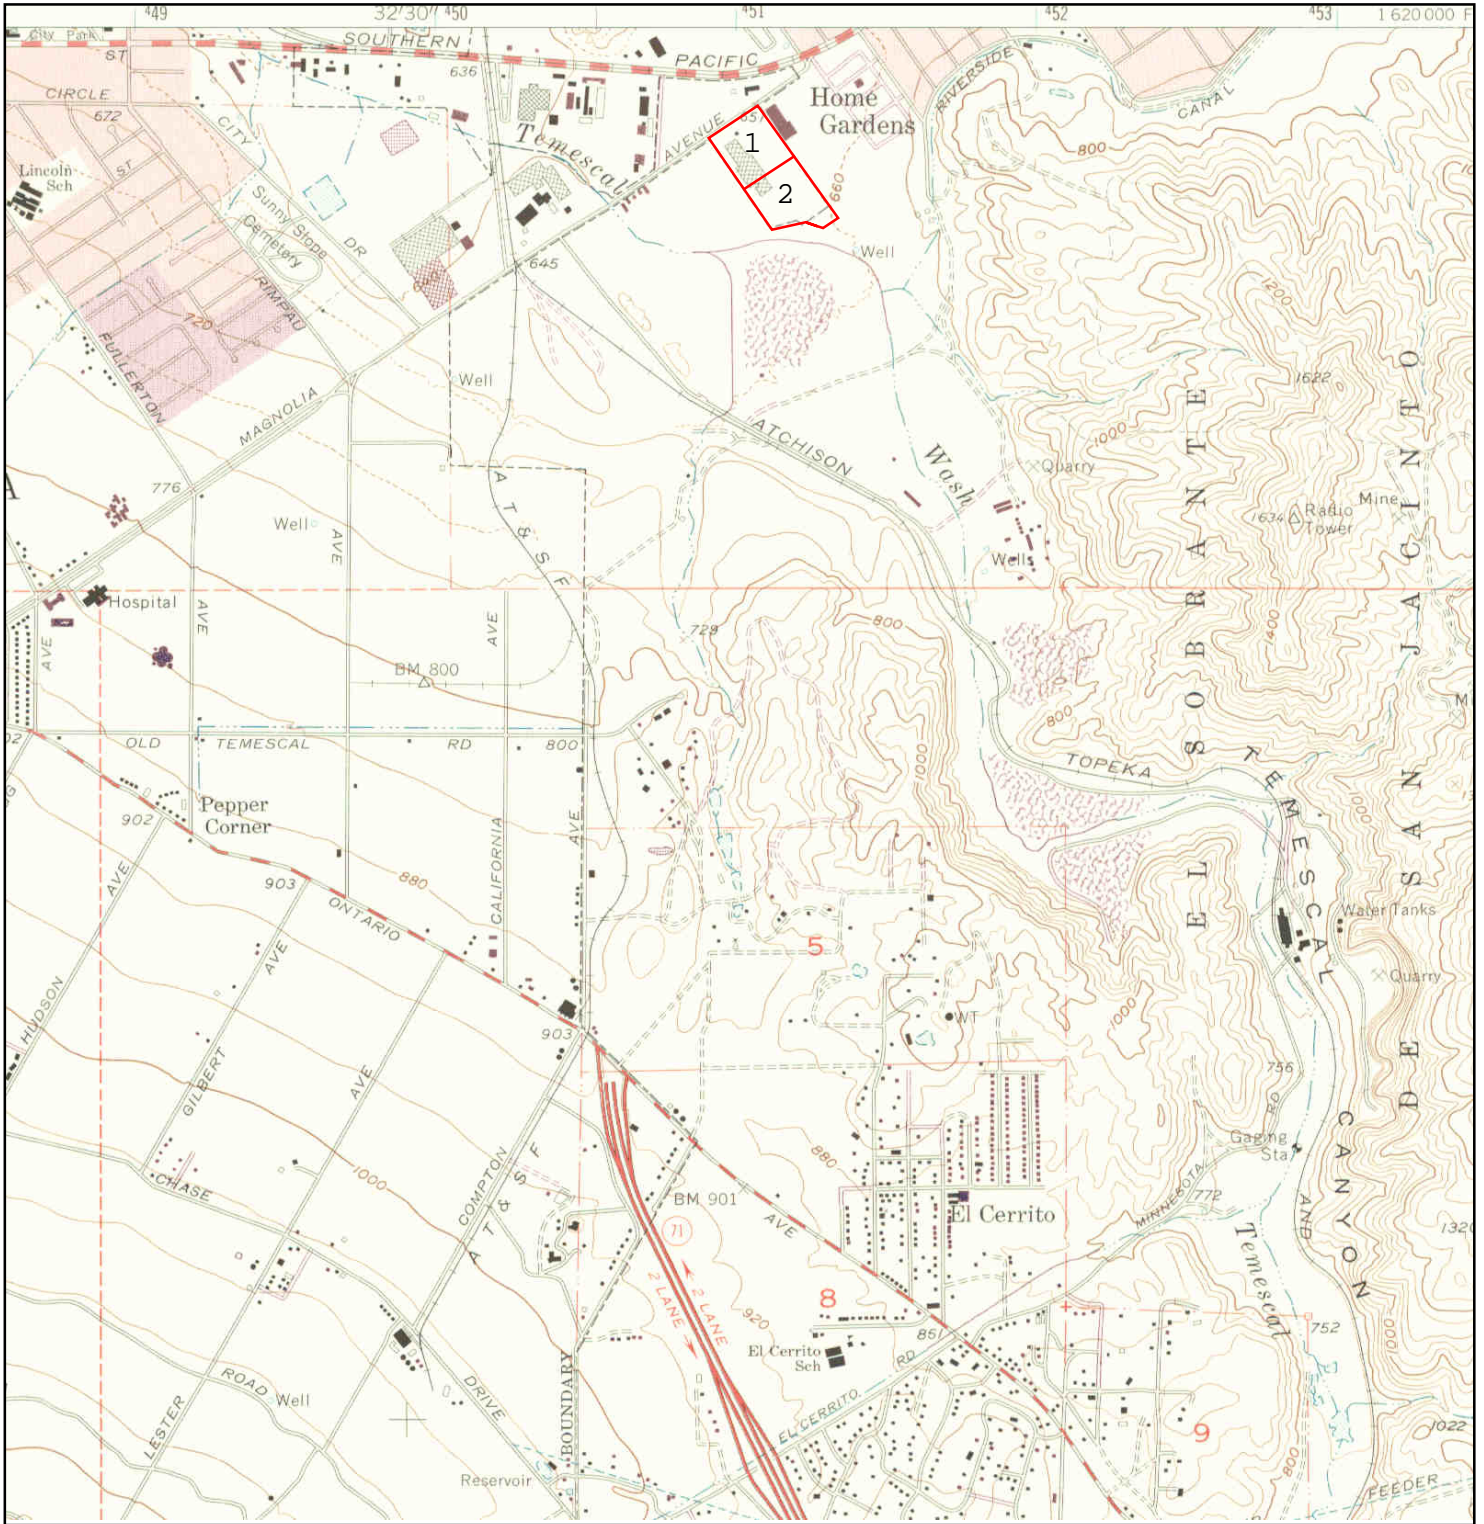 449
32'30"
450
451
452
453
1 620 000 F
City Park
ST
SOUTHERN
PACIFIC
636
CIRCLE
672
CITY
ST
Lincoln
Sch
Temescal
AVENUE
657
1
2
660
Home
Gardens
RIVERSIDE
CANAL
800
Sunny Slope
Cemetery
DR
RIMPAU
645
Well
1200
720
FULLERTON
MAGNOLIA
Well
1622
ATCHISON
1000
Quarry
Wash
776
A
Well
AVE
A T & S F
1634
Radio
Tower
Mine
Wells
Hospital
AVE
AVE
AVE
729
800
1400
BM 800
800
OLD TEMESCAL RD
800
1000
TOPEKA
EL SOBRANTE
DE SAN JACINTO
TEMESCAL
CANYON
1000
Pepper
Corner
902
AVE
903
880
CALIFORNIA
AVE
ONTARIO
AVE
5
Water Tanks
Quarry
HUDSON
903
WT
1000
GILBERT
AVE
756
RD
880
Gaging
Sta
CHASE
1000
COMPTON
A T & S F
BM 901
AVE
71
El Cerrito
MINNESOTA
772
AND
1320
Temescal
2 LANE
2 LANE
920
8
851
752
1000
El Cerrito
Sch
RD
ROAD
Well
DRIVE
BOUNDARY
LESTER
EL CERRITO
9
1022
800
Reservoir
FEEDER